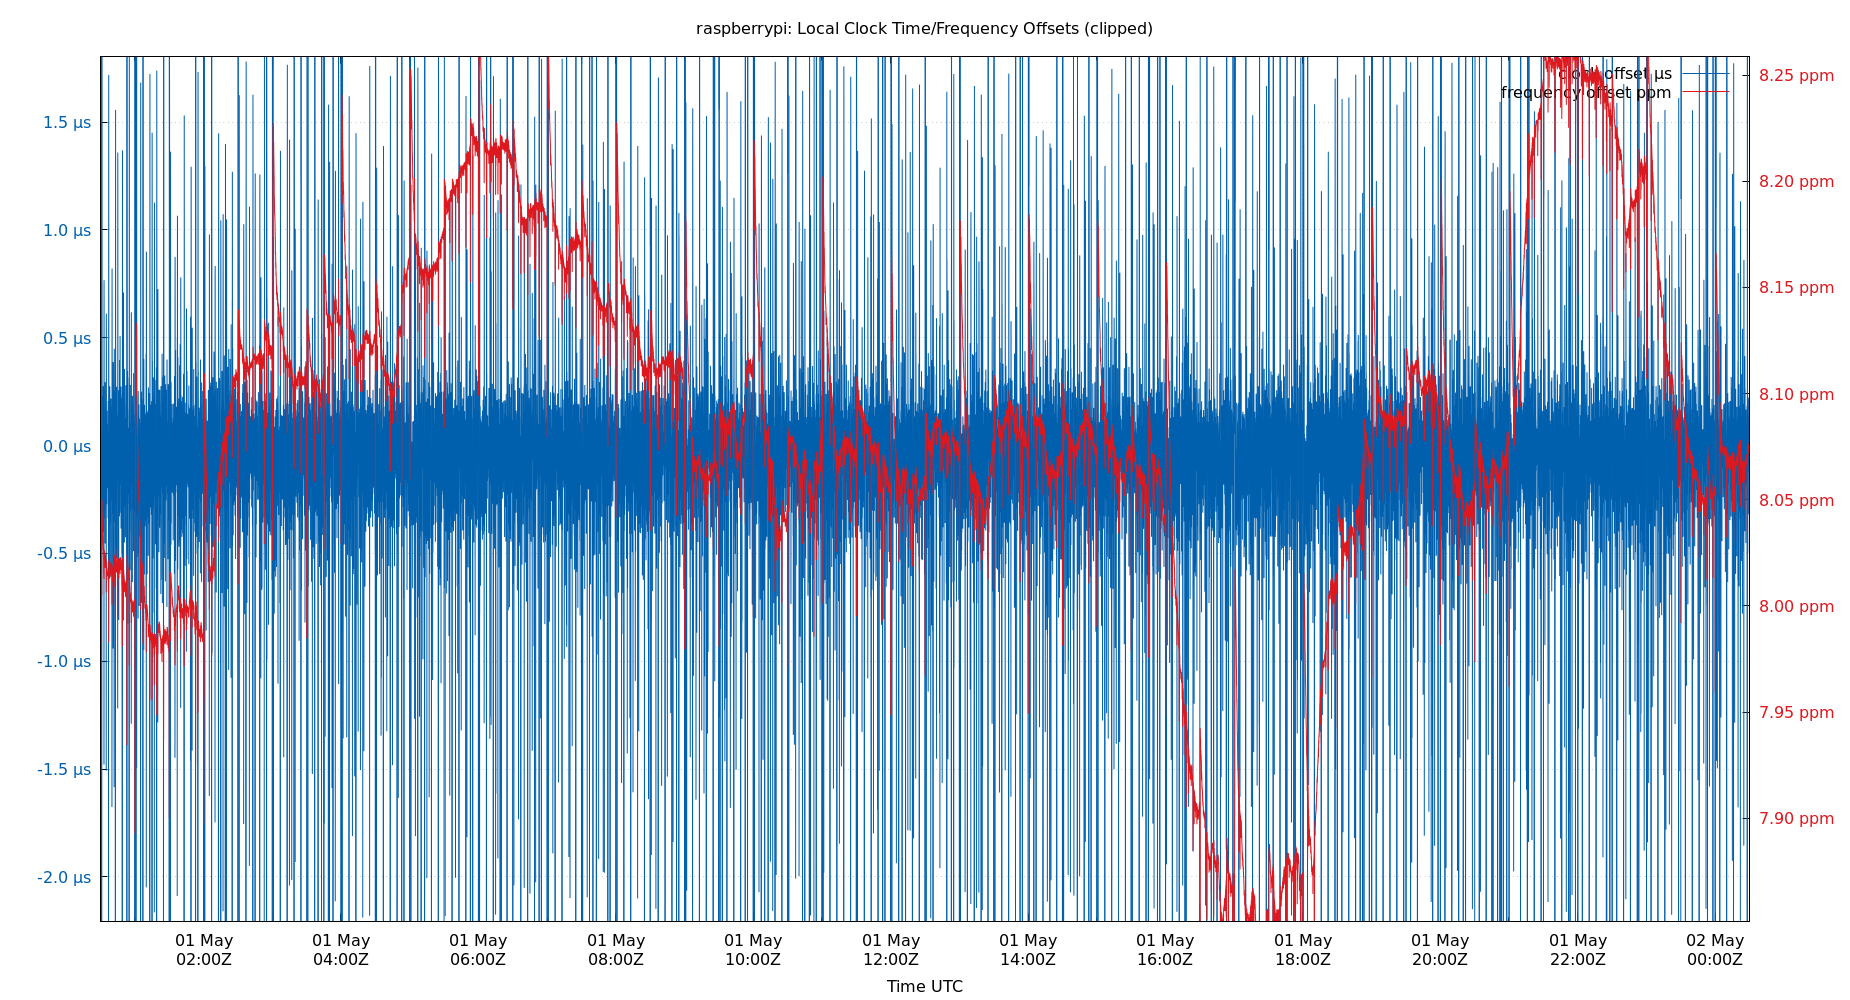 raspberrypi: Local Clock Time/Frequency Offsets (clipped)
clock offset µs
frequency offset ppm
1.5 µs
1.0 µs
0.5 µs
0.0 µs
-0.5 µs
-1.0 µs
-1.5 µs
-2.0 µs
8.25 ppm
8.20 ppm
8.15 ppm
8.10 ppm
8.05 ppm
8.00 ppm
7.95 ppm
7.90 ppm
01 May 01 May 01 May 01 May 01 May 01 May 01 May 01 May 01 May 01 May 01 May 02 May
02:00Z 04:00Z 06:00Z 08:00Z 10:00Z 12:00Z 14:00Z 16:00Z 18:00Z 20:00Z 22:00Z 00:00Z
Time UTC